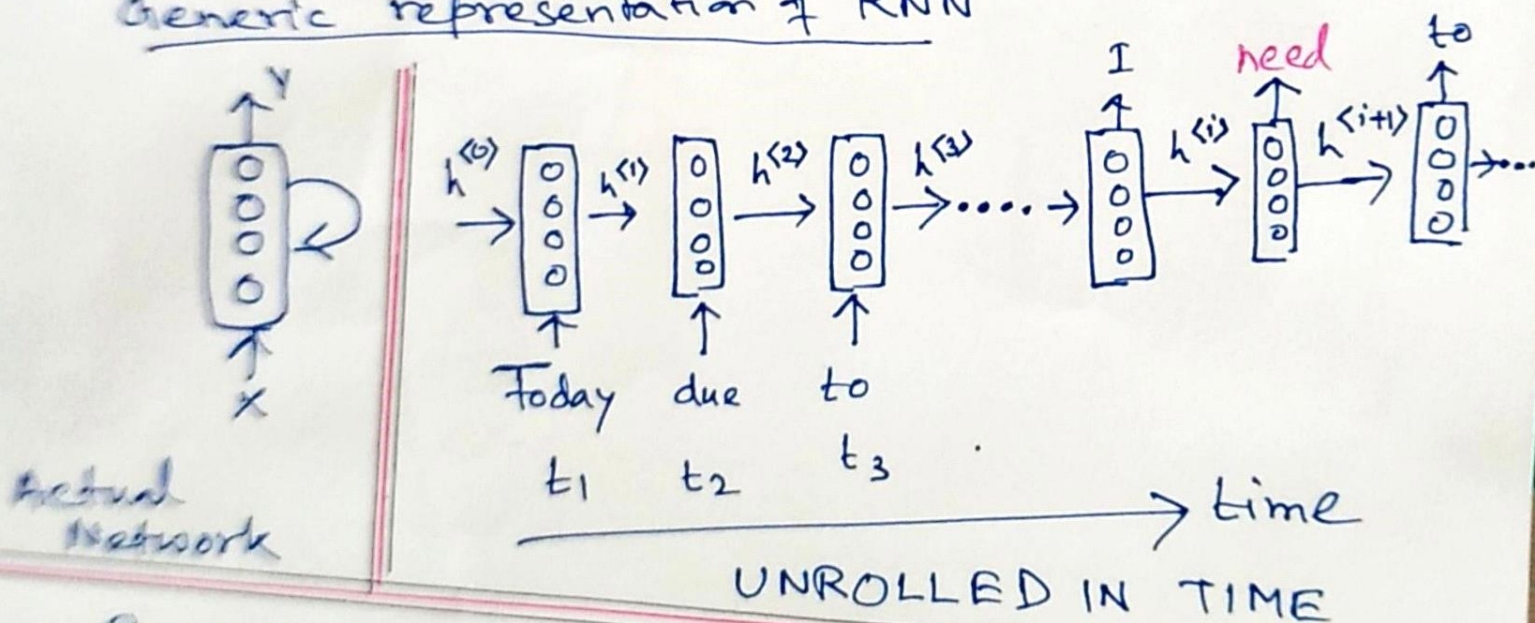 Generic representation of RNN
Y
X
Actual
Network
h<0> h<1> h<2> h<3> h<i> h<i+1>
I need to
Today due to
t1 t2 t3
time
UNROLLED IN TIME